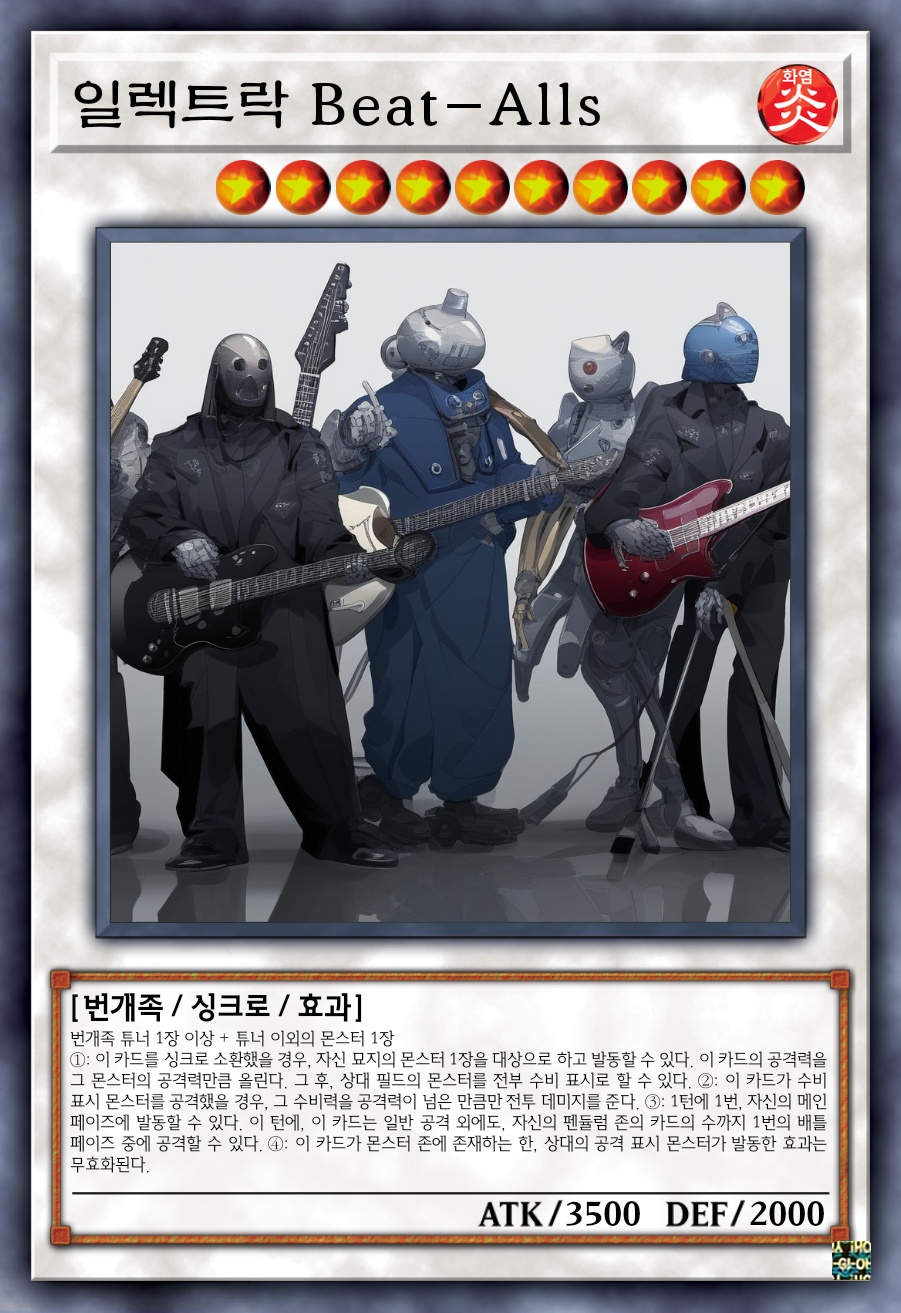 일렉트락 Beat-Alls
화염
炎
[번개족 / 싱크로 / 효과]
번개족 튜너 1장 이상 + 튜너 이외의 몬스터 1장
①: 이 카드를 싱크로 소환했을 경우, 자신 묘지의 몬스터 1장을 대상으로 하고 발동할 수 있다. 이 카드의 공격력을
그 몬스터의 공격력만큼 올린다. 그 후, 상대 필드의 몬스터를 전부 수비 표시로 할 수 있다. ②: 이 카드가 수비
표시 몬스터를 공격했을 경우, 그 수비력을 공격력이 넘은 만큼만 전투 데미지를 준다. ③: 1턴에 1번, 자신의 메인
페이즈에 발동할 수 있다. 이 턴에, 이 카드는 일반 공격 외에도, 자신의 펜듈럼 존의 카드의 수까지 1번의 배틀
페이즈 중에 공격할 수 있다. ④: 이 카드가 몬스터 존에 존재하는 한, 상대의 공격 표시 몬스터가 발동한 효과는
무효화된다.
ATK/3500 DEF/2000